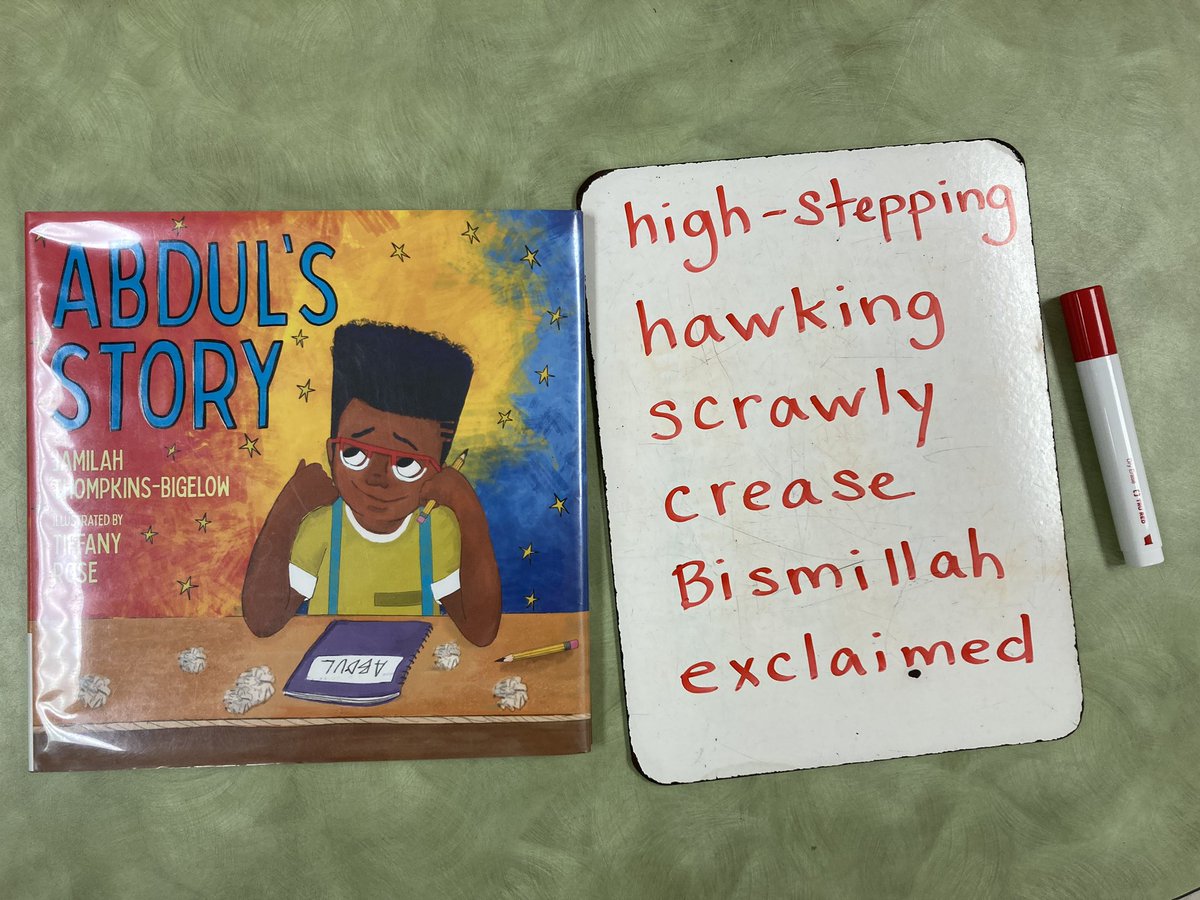 ABDUL'S
STORY
JAMILAH
THOMPKINS-BIGELOW
ILLUSTRATED BY
TIFFANY
ROSE
ABDUL
high-stepping
hawking
scrawly
crease
Bismillah
exclaimed